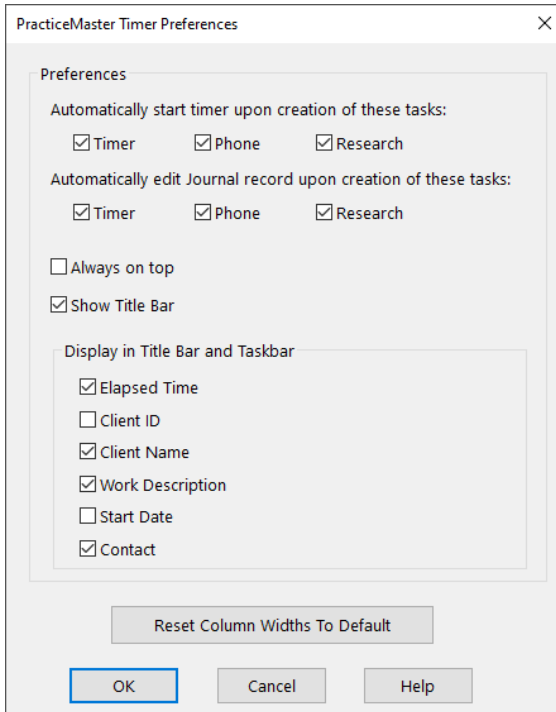 PracticeMaster Timer Preferences
Preferences
Automatically start timer upon creation of these tasks:
Timer Phone Research
Automatically edit Journal record upon creation of these tasks:
Timer Phone Research
Always on top
Show Title Bar
Display in Title Bar and Taskbar
Elapsed Time
Client ID
Client Name
Work Description
Start Date
Contact
Reset Column Widths To Default
OK Cancel Help